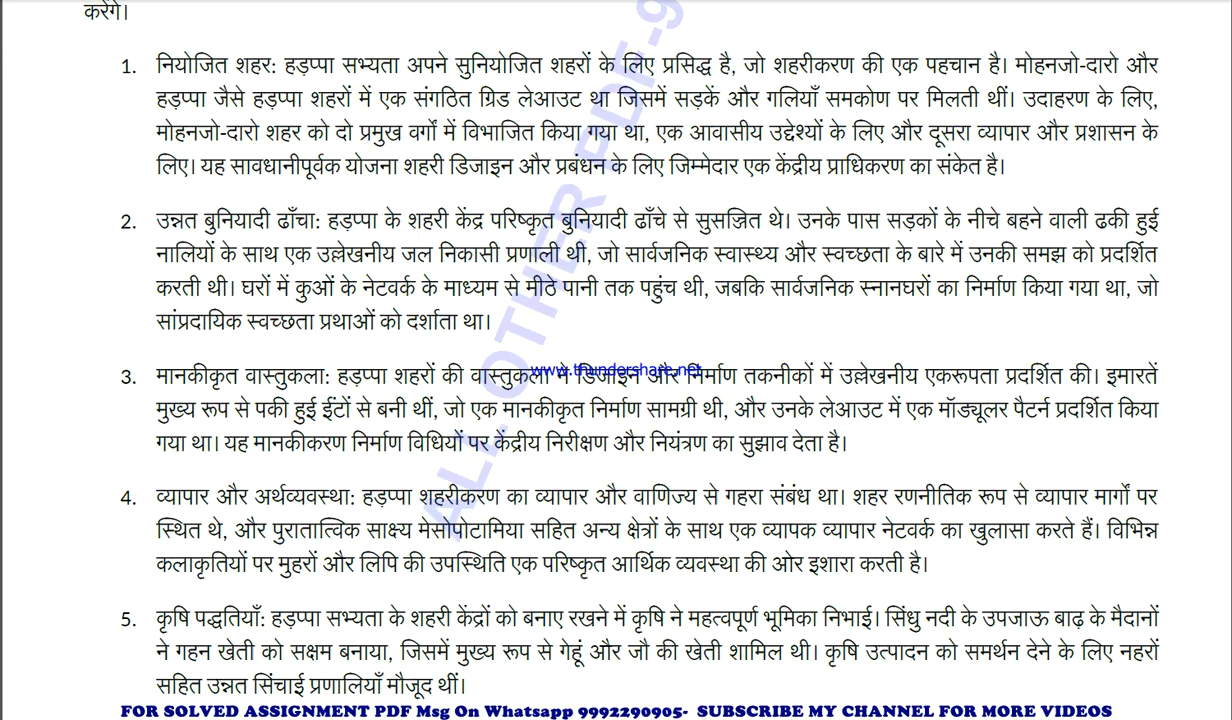 करेंगे।
1. नियोजित शहर: हड़प्पा सभ्यता अपने सुनियोजित शहरों के लिए प्रसिद्ध है, जो शहरीकरण की एक पहचान है। मोहनजो-दारो और
हड़प्पा जैसे हड़प्पा शहरों में एक संगठित ग्रिड लेआउट था जिसमें सड़कें और गलियाँ समकोण पर मिलती थीं। उदाहरण के लिए,
मोहनजो-दारो शहर को दो प्रमुख वर्गों में विभाजित किया गया था, एक आवासीय उद्देश्यों के लिए और दूसरा व्यापार और प्रशासन के
लिए। यह सावधानीपूर्वक योजना शहरी डिजाइन और प्रबंधन के लिए जिम्मेदार एक केंद्रीय प्राधिकरण का संकेत है।
2. उन्नत बुनियादी ढाँचा: हड़प्पा के शहरी केंद्र परिष्कृत बुनियादी ढाँचे से सुसज्जित थे। उनके पास सड़कों के नीचे बहने वाली ढकी हुई
नालियों के साथ एक उल्लेखनीय जल निकासी प्रणाली थी, जो सार्वजनिक स्वास्थ्य और स्वच्छता के बारे में उनकी समझ को प्रदर्शित
करती थी। घरों में कुओं के नेटवर्क के माध्यम से मीठे पानी तक पहुंच थी, जबकि सार्वजनिक स्नानघरों का निर्माण किया गया था, जो
सांप्रदायिक स्वच्छता प्रथाओं को दर्शाता था।
3. मानकीकृत वास्तुकला: हड़प्पा शहरों की वास्तुकला ने डिजाइन और निर्माण तकनीकों में उल्लेखनीय एकरूपता प्रदर्शित की। इमारतें
www.thundershare.net
मुख्य रूप से पकी हुई ईंटों से बनी थीं, जो एक मानकीकृत निर्माण सामग्री थी, और उनके लेआउट में एक मॉड्यूलर पैटर्न प्रदर्शित किया
गया था। यह मानकीकरण निर्माण विधियों पर केंद्रीय निरीक्षण और नियंत्रण का सुझाव देता है।
4. व्यापार और अर्थव्यवस्था: हड़प्पा शहरीकरण का व्यापार और वाणिज्य से गहरा संबंध था। शहर रणनीतिक रूप से व्यापार मार्गों पर
स्थित थे, और पुरातात्विक साक्ष्य मेसोपोटामिया सहित अन्य क्षेत्रों के साथ एक व्यापक व्यापार नेटवर्क का खुलासा करते हैं। विभिन्न
कलाकृतियों पर मुहरों और लिपि की उपस्थिति एक परिष्कृत आर्थिक व्यवस्था की ओर इशारा करती है।
5. कृषि पद्धतियाँ: हड़प्पा सभ्यता के शहरी केंद्रों को बनाए रखने में कृषि ने महत्वपूर्ण भूमिका निभाई। सिंधु नदी के उपजाऊ बाढ़ के मैदानों
ने गहन खेती को सक्षम बनाया, जिसमें मुख्य रूप से गेहूं और जौ की खेती शामिल थी। कृषि उत्पादन को समर्थन देने के लिए नहरों
सहित उन्नत सिंचाई प्रणालियाँ मौजूद थीं।
ALL OTHER PDF-9
FOR SOLVED ASSIGNMENT PDF Msg On Whatsapp 9992290905- SUBSCRIBE MY CHANNEL FOR MORE VIDEOS